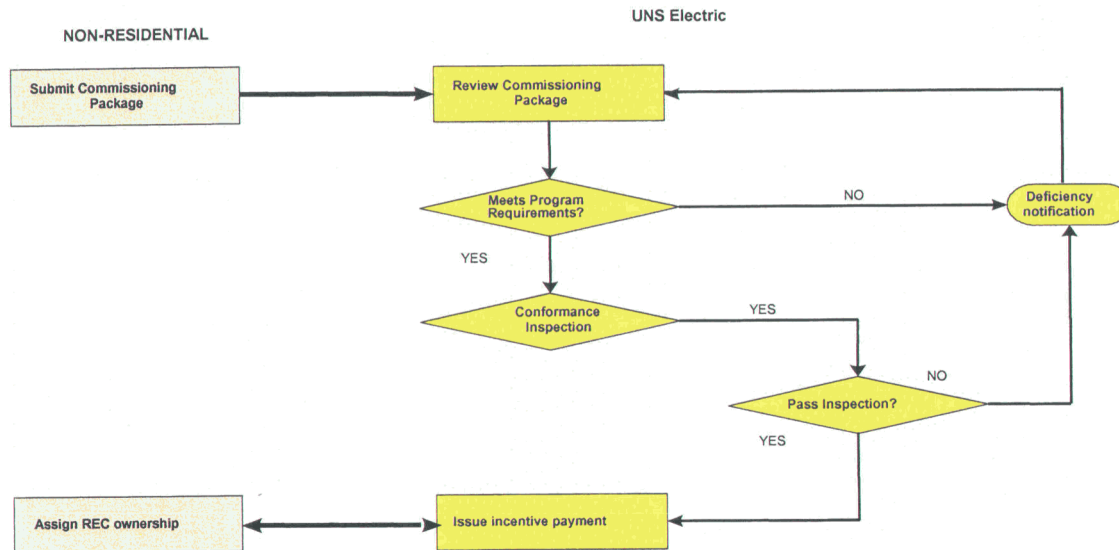 UNS Electric
NON-RESIDENTIAL
Submit Commissioning
Package
Review Commissioning
Package
Meets Program
Requirements?
NO
Deficiency
notification
YES
Conformance
Inspection
YES
Pass Inspection?
NO
YES
Assign REC ownership
Issue incentive payment